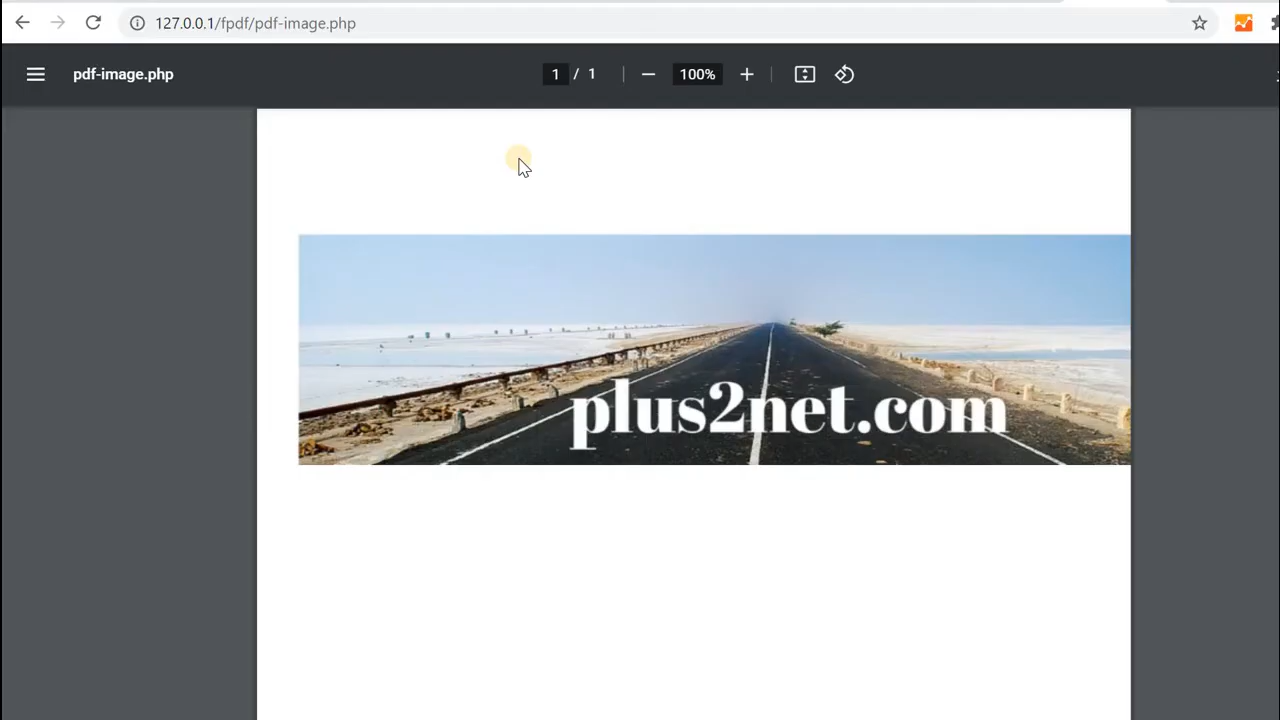 127.0.0.1/fpdf/pdf-image.php
pdf-image.php
1 / 1
100%
plus2net.com